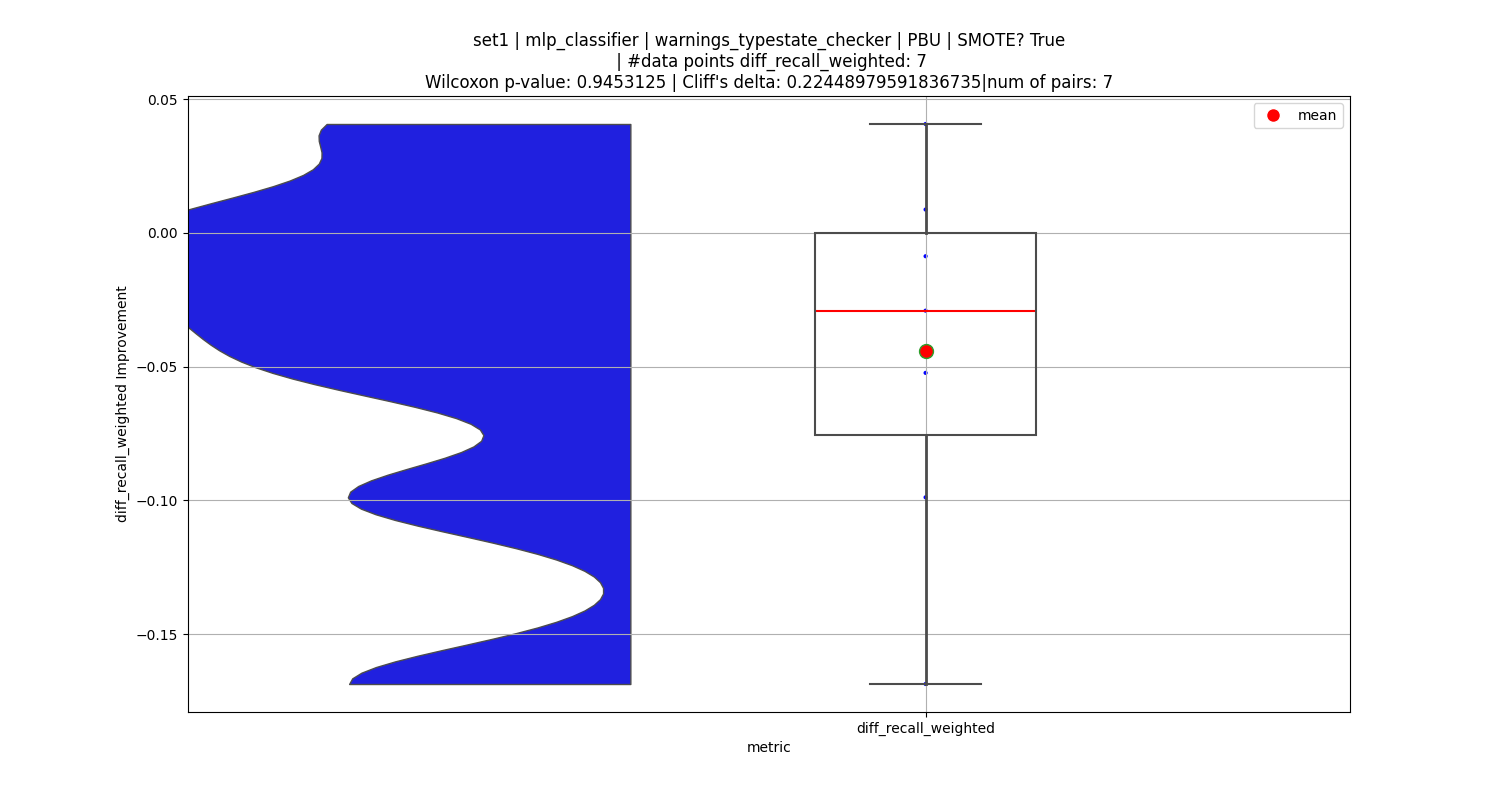 set1 | mlp_classifier | warnings_typestate_checker | PBU | SMOTE? True
| #data points diff_recall_weighted: 7
Wilcoxon p-value: 0.9453125 | Cliff's delta: 0.22448979591836735|num of pairs: 7
mean
0.05
0.00
−0.05
−0.10
−0.15
diff_recall_weighted Improvement
diff_recall_weighted
metric